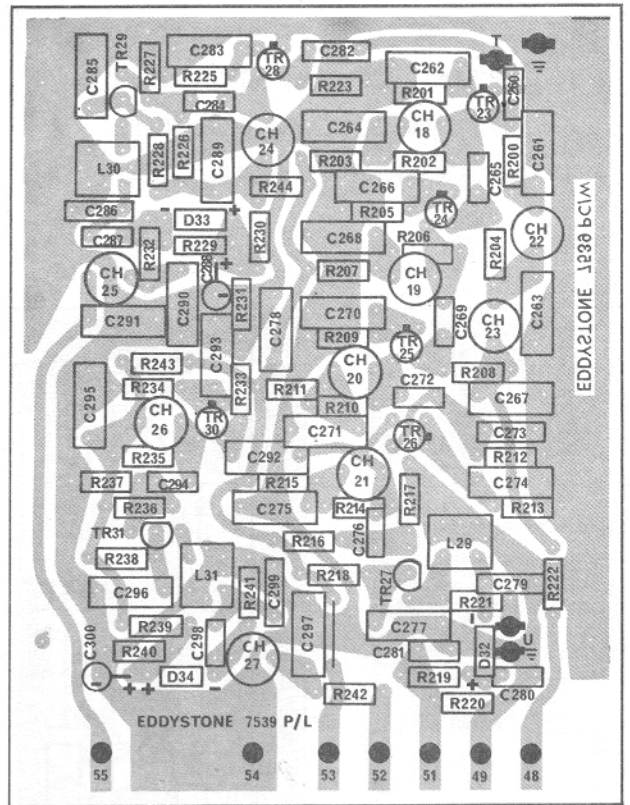 TR29
C285
R227
C283
R225
C284
TR
28
C282
R223
C262
R201
T
TR
23
C260
C264
CH
18
CH
24
R228
R226
C289
L30
R203
R202
C265
R200
C261
R244
C266
R205
TR
24
C286
- D33 +
C287
R232
R229
R230
C268
R206
R204
CH
22
C288
+
-
CH
25
R207
CH
19
R231
C290
C278
C270
C269
CH
23
C263
C291
C293
R209
TR
25
R243
CH
20
R208
R234
R233
R211
C272
C295
R210
C267
CH
26
TR
30
C271
TR
26
C273
R235
C292
R212
CH
21
R237
C294
R215
C274
R236
C275
R214
R217
R213
TR31
C276
R216
L29
R238
L31
R241
C299
R218
TR27
C279
R222
C296
R221
R239
C298
C297
C277
-
D32
U
C300
R240
CH
27
C281
- + + D34 -
R219
+
C280
R242
R220
EDDYSTONE 7539 P/L
55
54
53
52
51
49
48
EDDYSTONE 7539 PC/W